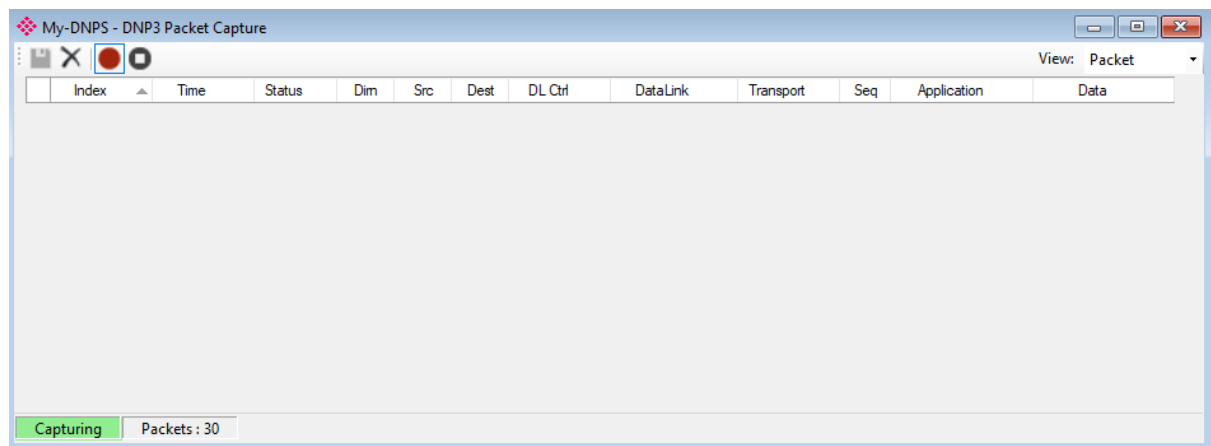 My-DNPS - DNP3 Packet Capture
View: Packet
Index Time Status Dirn Src Dest DL Ctrl DataLink Transport Seq Application Data
Capturing Packets : 30